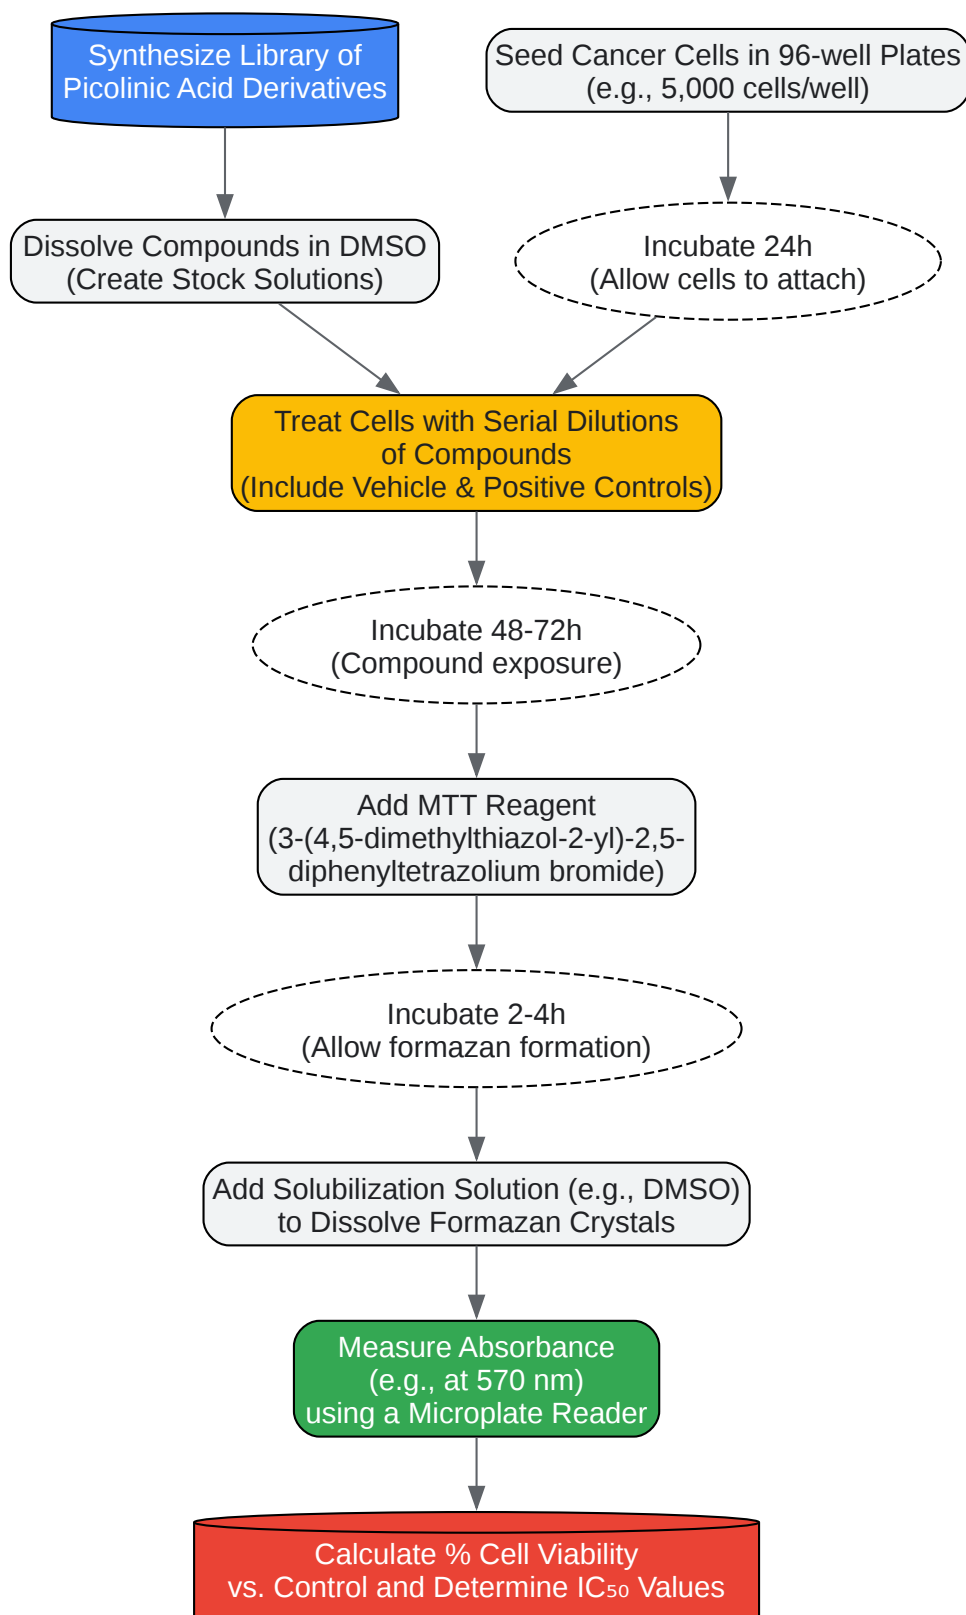 Synthesize Library of
Picolinic Acid Derivatives
Seed Cancer Cells in 96-well Plates
(e.g., 5,000 cells/well)
Dissolve Compounds in DMSO
(Create Stock Solutions)
Incubate 24h
(Allow cells to attach)
Treat Cells with Serial Dilutions
of Compounds
(Include Vehicle & Positive Controls)
Incubate 48-72h
(Compound exposure)
Add MTT Reagent
(3-(4,5-dimethylthiazol-2-yl)-2,5-
diphenyltetrazolium bromide)
Incubate 2-4h
(Allow formazan formation)
Add Solubilization Solution (e.g., DMSO)
to Dissolve Formazan Crystals
Measure Absorbance
(e.g., at 570 nm)
using a Microplate Reader
Calculate % Cell Viability
vs. Control and Determine IC₅₀ Values